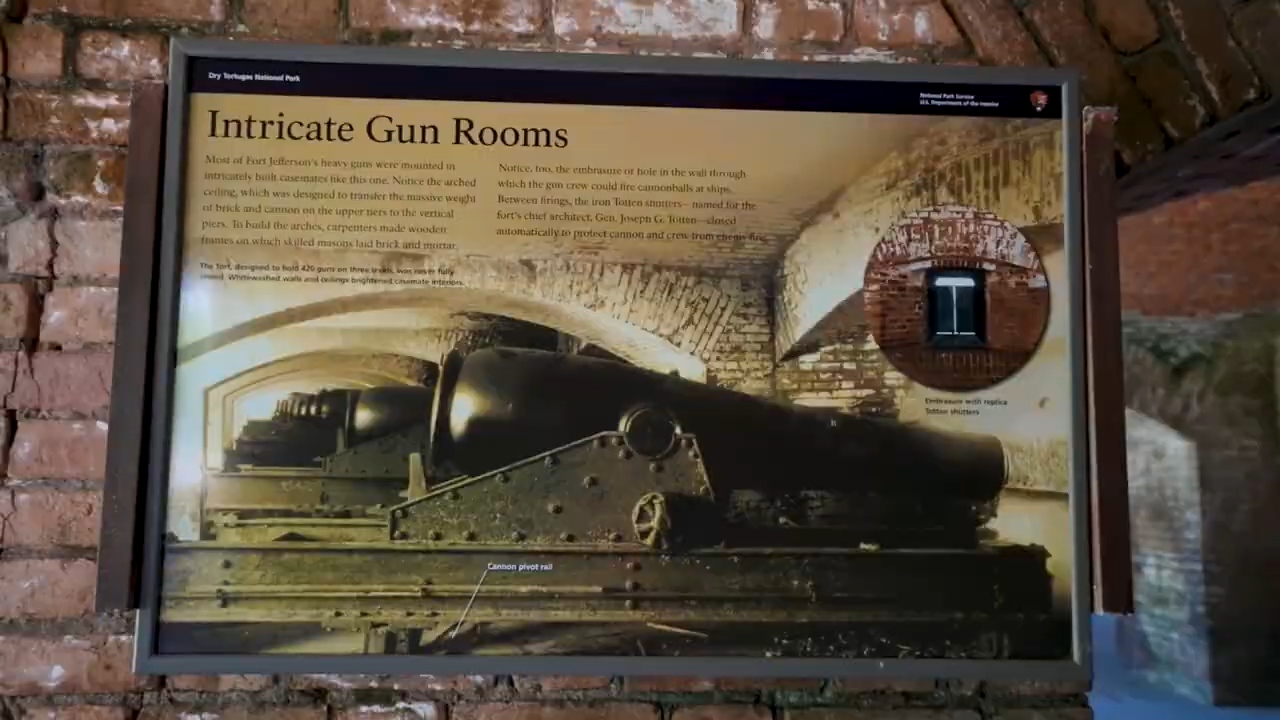 Dry Tortugas National Park
National Park Service
U.S. Department of the Interior
Intricate Gun Rooms
Most of Fort Jefferson's heavy guns were mounted in
intricately built casemates like this one. Notice the arched
ceiling, which was designed to transfer the massive weight
of brick and cannon on the upper tiers to the vertical
piers. To build the arches, carpenters made wooden
frames on which skilled masons laid brick and mortar.
Notice, too, the embrasure or hole in the wall through
which the gun crew could fire cannonballs at ships.
Between firings, the iron Totten shutters—named for the
fort's chief architect, Gen. Joseph G. Totten—closed
automatically to protect cannon and crew from enemy fire.
The fort, designed to hold 420 guns on three levels, was never fully
armed. Whitewashed walls and ceilings brightened casemate interiors.
Embrasure with replica
Totten shutters
Cannon pivot rail